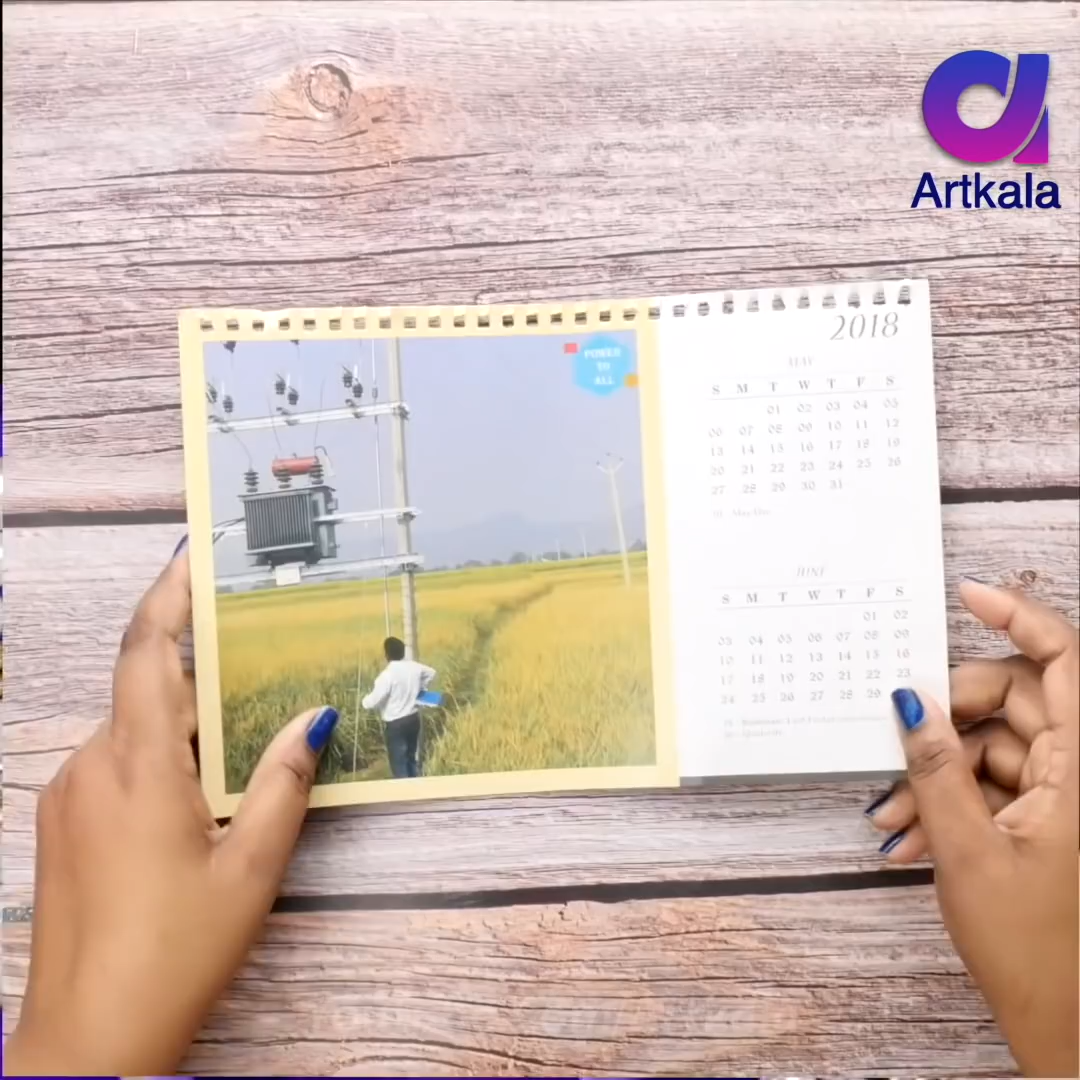 Artkala
POWER
TO
ALL
2018
MAY
S M T W T F S
01 02 03 04 05
06 07 08 09 10 11 12
13 14 15 16 17 18 19
20 21 22 23 24 25 26
27 28 29 30 31
JUNE
S M T W T F S
01 02
03 04 05 06 07 08 09
10 11 12 13 14 15 16
17 18 19 20 21 22 23
24 25 26 27 28 29